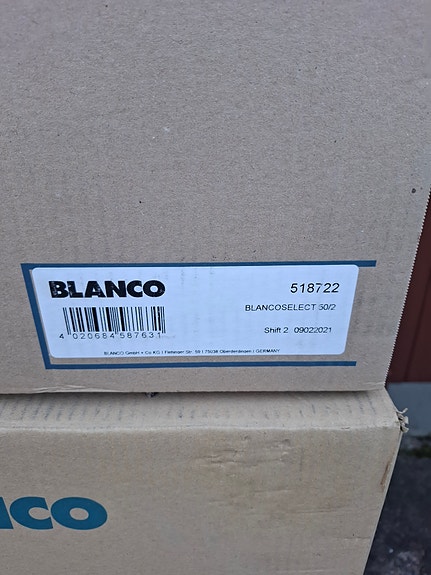 BLANCO
518722
BLANCOSELECT 50/2
4 020684 587631
Shift 2 09022021
BLANCO GmbH + Co KG | Flehinger Str. 59 | 75038 Oberderdingen | GERMANY
NCO